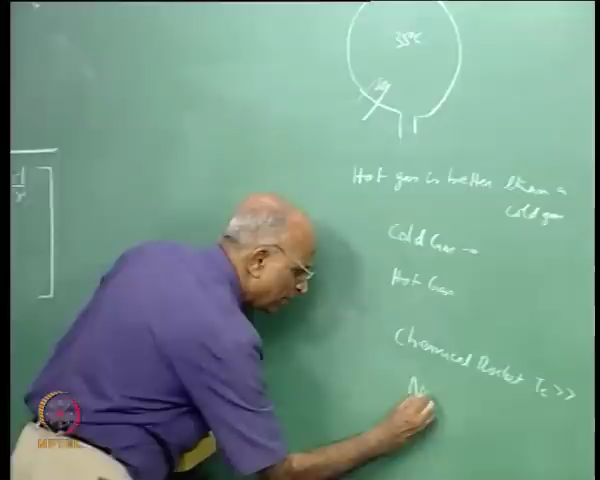 35°C
Hot gas is better than a
cold gas
Cold Gas →
Hot Gas
Chemical Rocket Tc >>
NPTEL